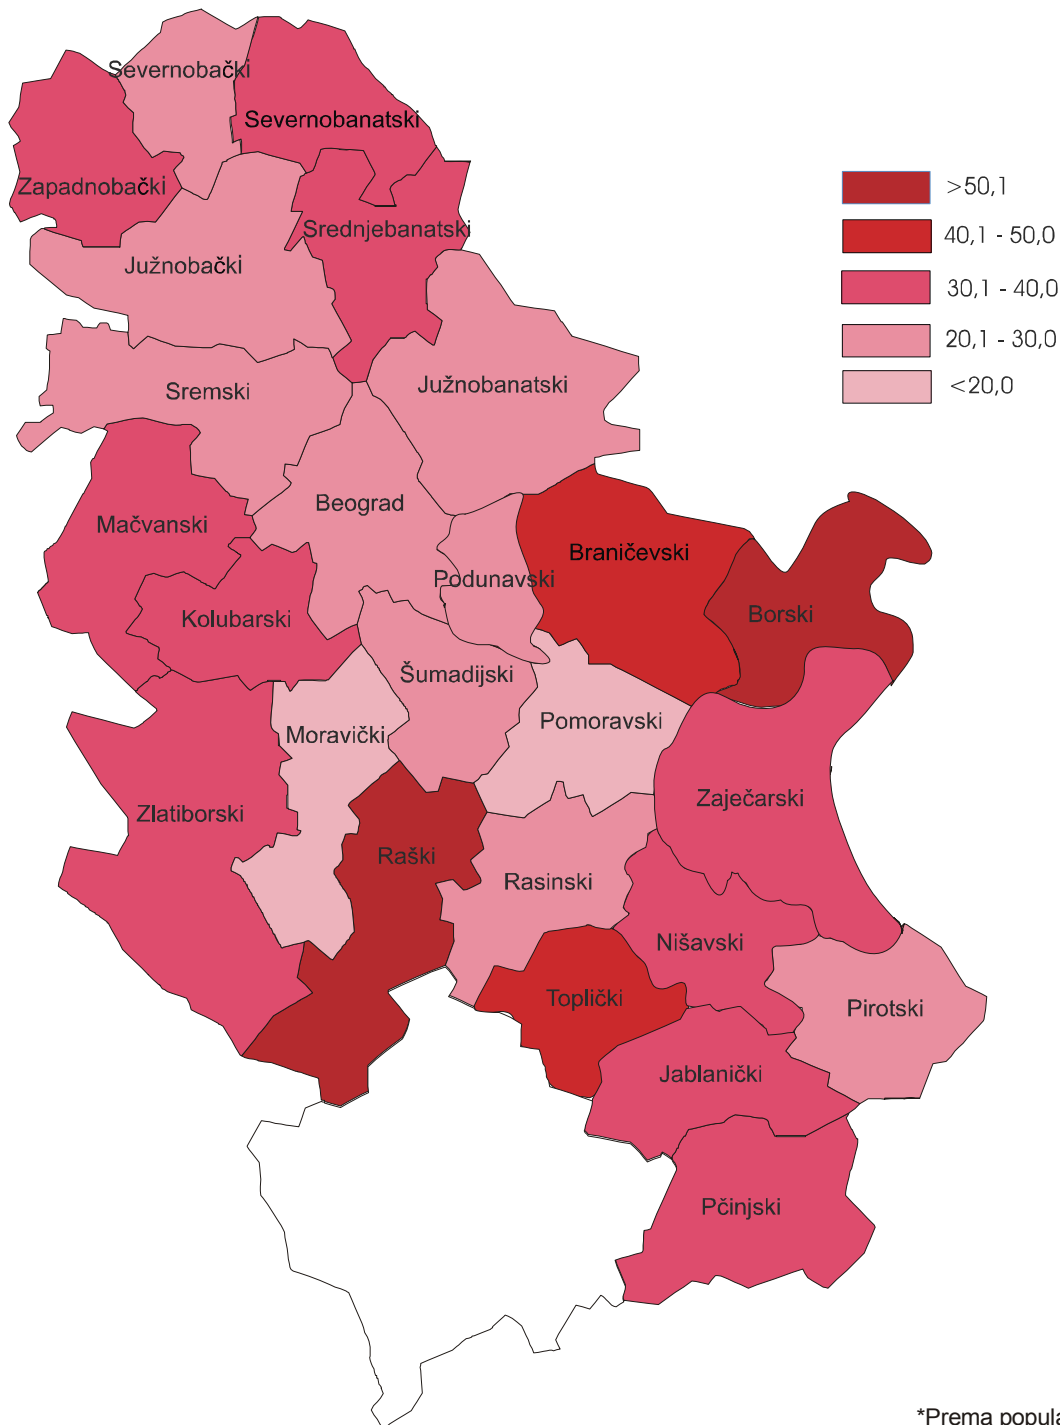 Severnobački
Severnobanatski
Zapadnobački
Srednjebanatski
Južnobački
Južnobanatski
Sremski
Beograd
Mačvanski
Braničevski
Podunavski
Kolubarski
Borski
Šumadijski
Moravički
Pomoravski
Zlatiborski
Zaječarski
Raški
Rasinski
Nišavski
Toplički
Pirotski
Jablanički
Pčinjski
>50,1
40,1 - 50,0
30,1 - 40,0
20,1 - 30,0
<20,0
*Prema popula